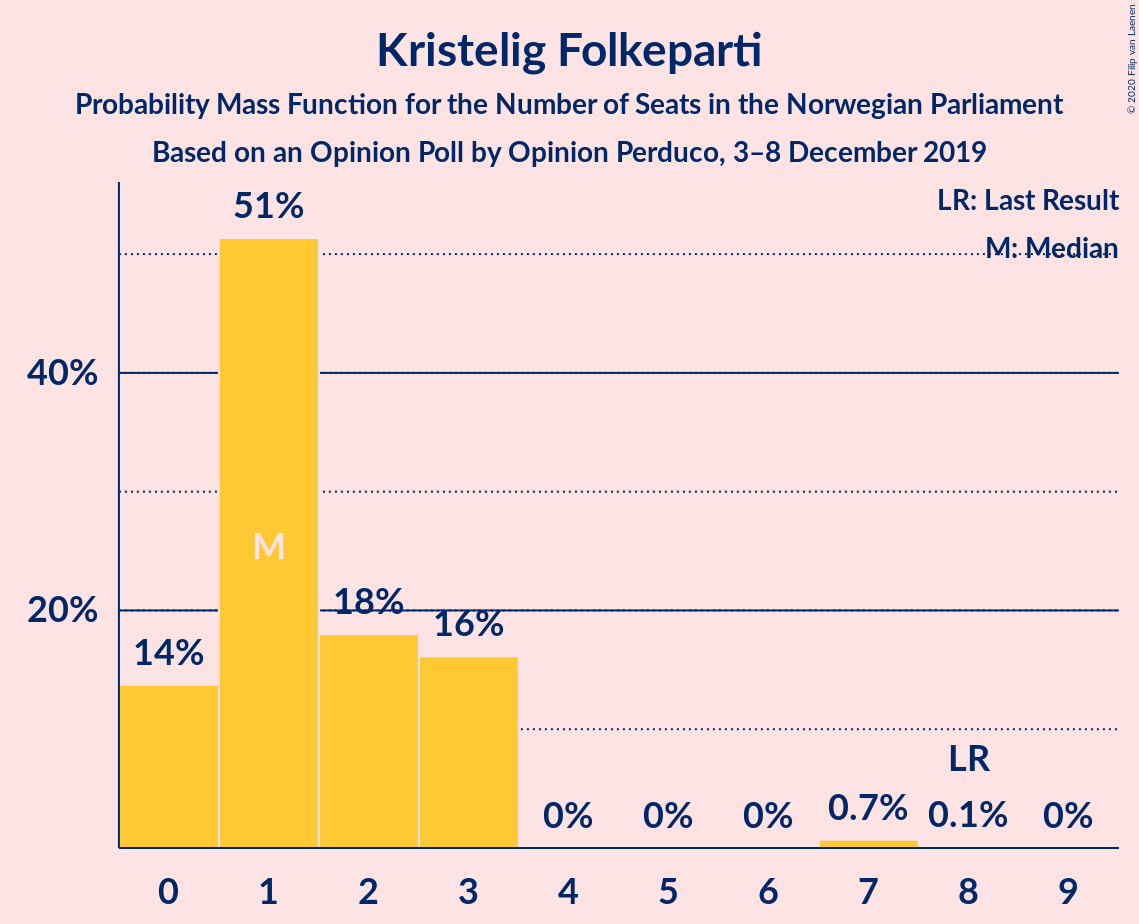 Kristelig Folkeparti
Probability Mass Function for the Number of Seats in the Norwegian Parliament
Based on an Opinion Poll by Opinion Perduco, 3–8 December 2019
© 2020 Filip van Laenen
LR: Last Result
M: Median
40%
20%
14%
51%
M
18%
16%
0%
0%
0%
0.7%
LR
0.1%
0%
0 1 2 3 4 5 6 7 8 9